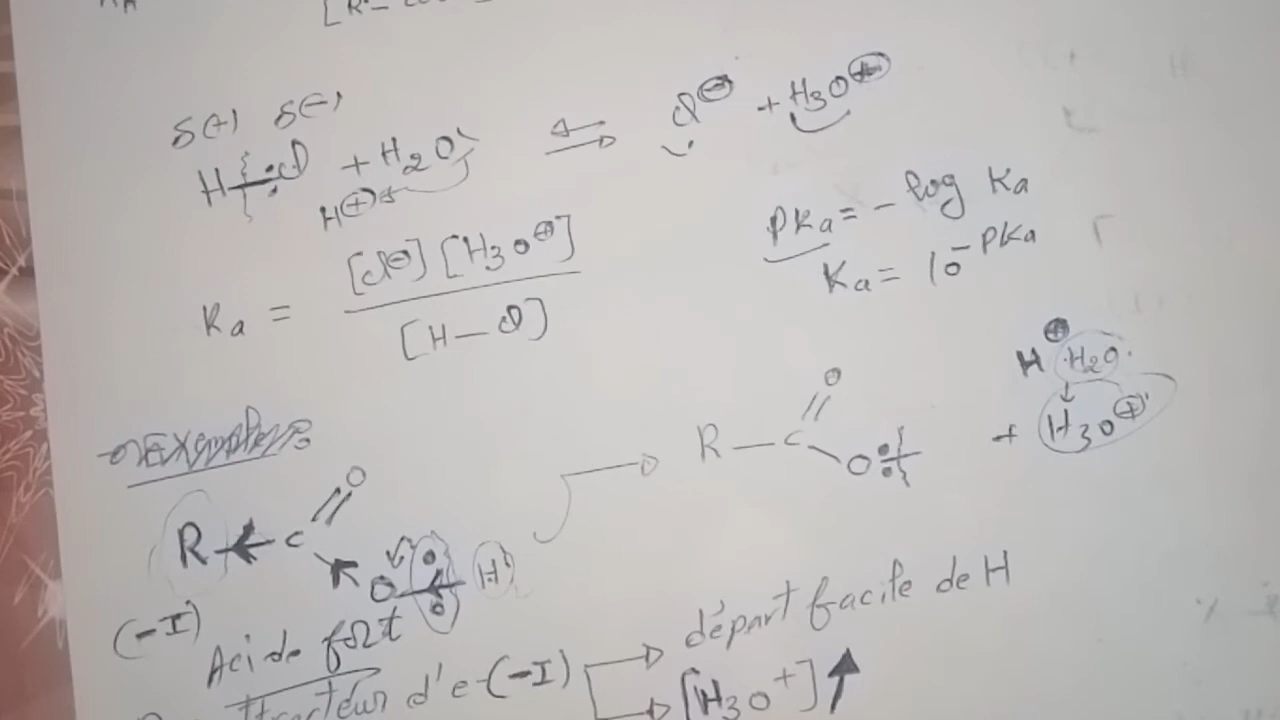 δ(+) δ(-)
H : Cl + H2O ⇌ Cl⊖ + H3O⊕
H⊕
Ka = [Cl⊖] [H3O⊕] / [H—Cl]
pKa = - log Ka
Ka = 10^-PKa
Exemples
H⊕ H2O
R C O O H → R — C O O + H3O⊕
(-I)
Acide fort
d'e-(-I) → départ facile de H
→ [H3O+] ↑